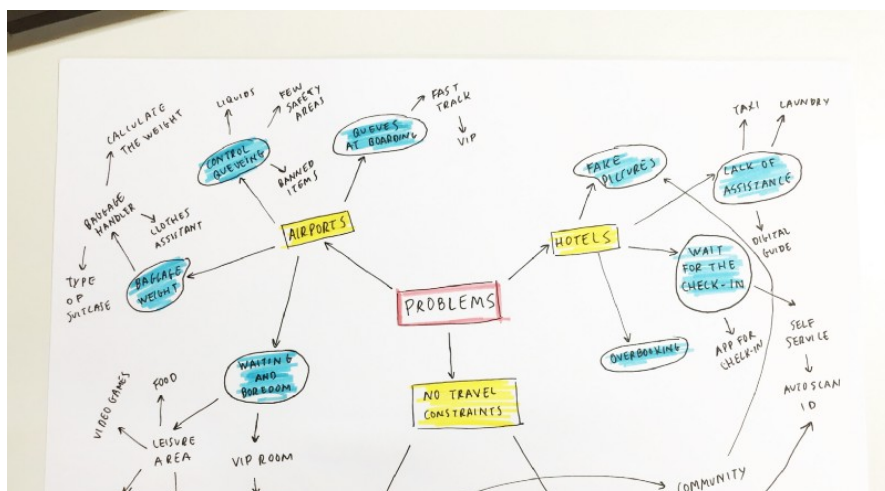 CALCULATE
THE WEIGHT
LIQUIDS
FEW
SAFETY
AREAS
FAST
TRACK
VIP
QUEUES
AT BOARDING
CONTROL
QUEUEING
BANNED
ITEMS
BAGGAGE
HANDLER
CLOTHES
ASSISTANT
TYPE
OF
SUITCASE
BAGGAGE
WEIGHT
AIRPORTS
TAXI
LAUNDRY
FAKE
PICTURES
LACK OF
ASSISTANCE
HOTELS
DIGITAL
GUIDE
WAIT
FOR THE
CHECK-IN
PROBLEMS
OVERBOOKING
APP FOR
CHECK-IN
SELF
SERVICE
AUTOSCAN
ID
WAITING
AND
BOREDOM
NO TRAVEL
CONSTRAINTS
VIDEO GAMES
FOOD
LEISURE
AREA
VIP ROOM
COMMUNITY